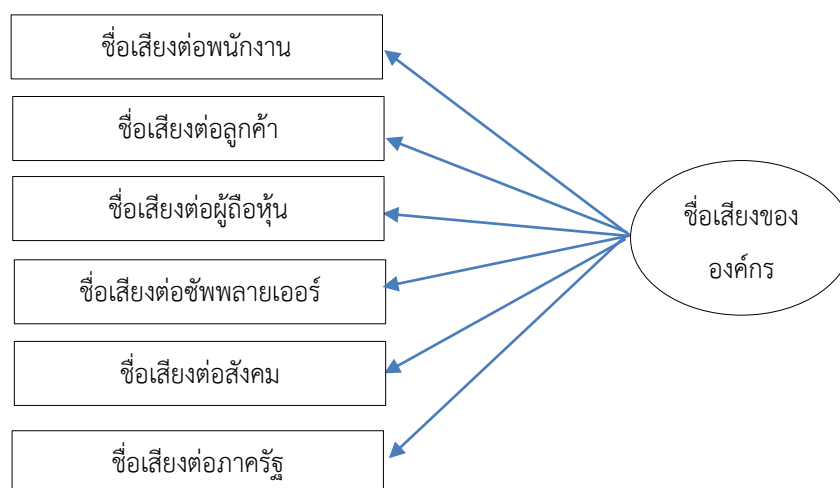 ชื่อเสียงต่อพนักงาน
ชื่อเสียงต่อลูกค้า
ชื่อเสียงต่อผู้ถือหุ้น
ชื่อเสียงต่อซัพพลายเออร์
ชื่อเสียงต่อสังคม
ชื่อเสียงต่อภาครัฐ
ชื่อเสียงของ
องค์กร